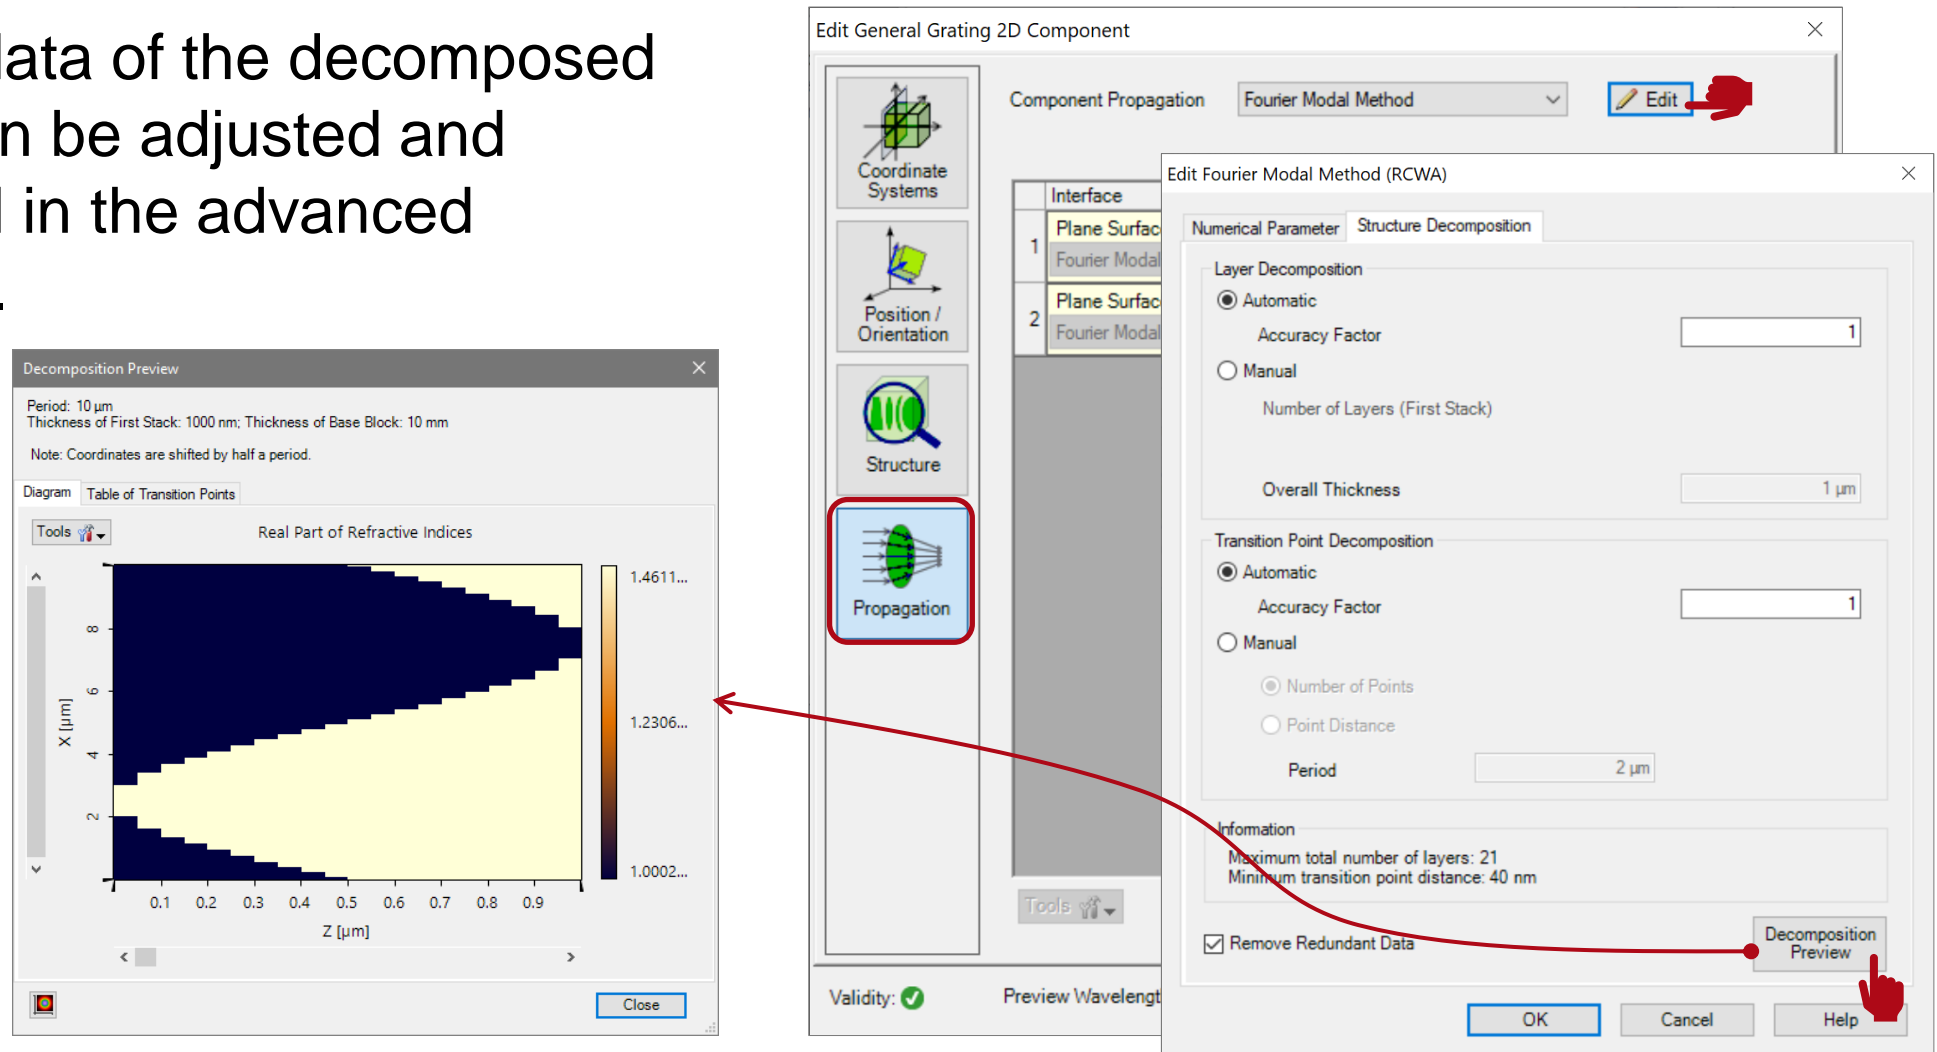 data of the decomposed
n be adjusted and
in the advanced
.
Decomposition Preview
Period: 10 µm
Thickness of First Stack: 1000 nm; Thickness of Base Block: 10 mm
Note: Coordinates are shifted by half a period.
Diagram
Table of Transition Points
Tools
Real Part of Refractive Indices
X [µm]
8
6
4
2
0.1 0.2 0.3 0.4 0.5 0.6 0.7 0.8 0.9
Z [µm]
1.4611...
1.2306...
1.0002...
Close
Edit General Grating 2D Component
Coordinate
Systems
Position /
Orientation
Structure
Propagation
Component Propagation
Fourier Modal Method
Edit
Interface
1
Plane Surfac
Fourier Modal
2
Plane Surfac
Fourier Modal
Tools
Validity:
Preview Wavelengt
Edit Fourier Modal Method (RCWA)
Numerical Parameter
Structure Decomposition
Layer Decomposition
Automatic
Accuracy Factor
1
Manual
Number of Layers (First Stack)
Overall Thickness
1 µm
Transition Point Decomposition
Automatic
Accuracy Factor
1
Manual
Number of Points
Point Distance
Period
2 µm
Information
Maximum total number of layers: 21
Minimum transition point distance: 40 nm
Remove Redundant Data
Decomposition
Preview
OK
Cancel
Help